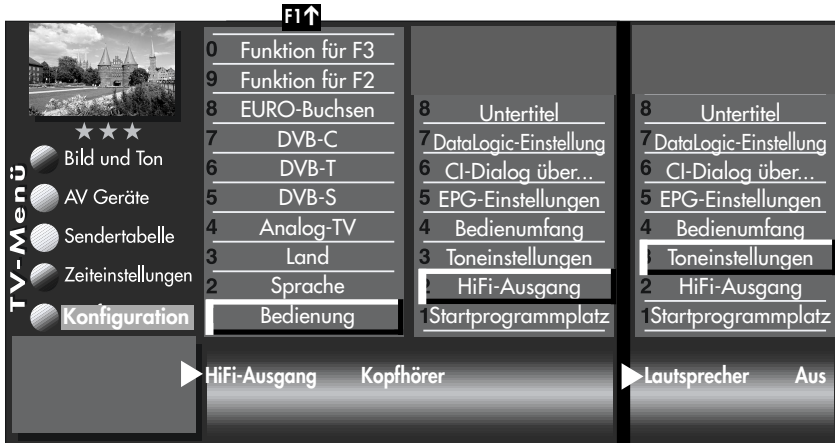 F1↑
TV-Menü
Bild und Ton
AV Geräte
Sendertabelle
Zeiteinstellungen
Konfiguration
0 Funktion für F3
9 Funktion für F2
8 EURO-Buchsen
7 DVB-C
6 DVB-T
5 DVB-S
4 Analog-TV
3 Land
2 Sprache
Bedienung
8 Untertitel
7 DataLogic-Einstellung
6 CI-Dialog über...
5 EPG-Einstellungen
4 Bedienumfang
3 Toneinstellungen
2 HiFi-Ausgang
1 Startprogrammplatz
HiFi-Ausgang Kopfhörer
8 Untertitel
7 DataLogic-Einstellung
6 CI-Dialog über...
5 EPG-Einstellungen
4 Bedienumfang
3 Toneinstellungen
2 HiFi-Ausgang
1 Startprogrammplatz
Lautsprecher Aus